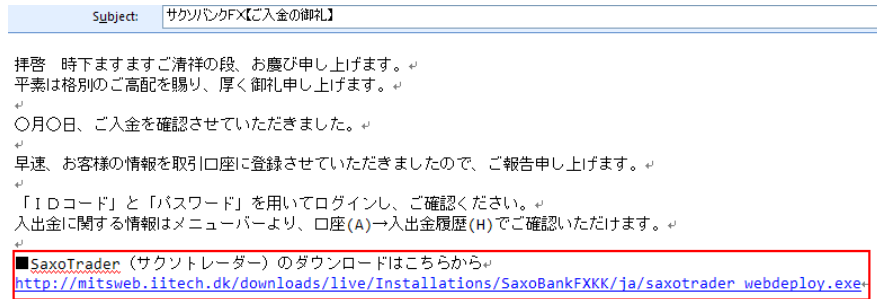 Subject: サクソバンクFX【ご入金の御礼】
拝啓　時下ますますご清祥の段、お慶び申し上げます。
平素は格別のご高配を賜り、厚く御礼申し上げます。
〇月〇日、ご入金を確認させていただきました。
早速、お客様の情報を取引口座に登録させていただきましたので、ご報告申し上げます。
「ＩＤコード」と「パスワード」を用いてログインし、ご確認ください。
入出金に関する情報はメニューバーより、口座(A)→入出金履歴(H)でご確認いただけます。
■SaxoTrader（サクソトレーダー）のダウンロードはこちらから
http://mitsweb.iitech.dk/downloads/live/Installations/SaxoBankFXKK/ja/saxotrader_webdeploy.exe